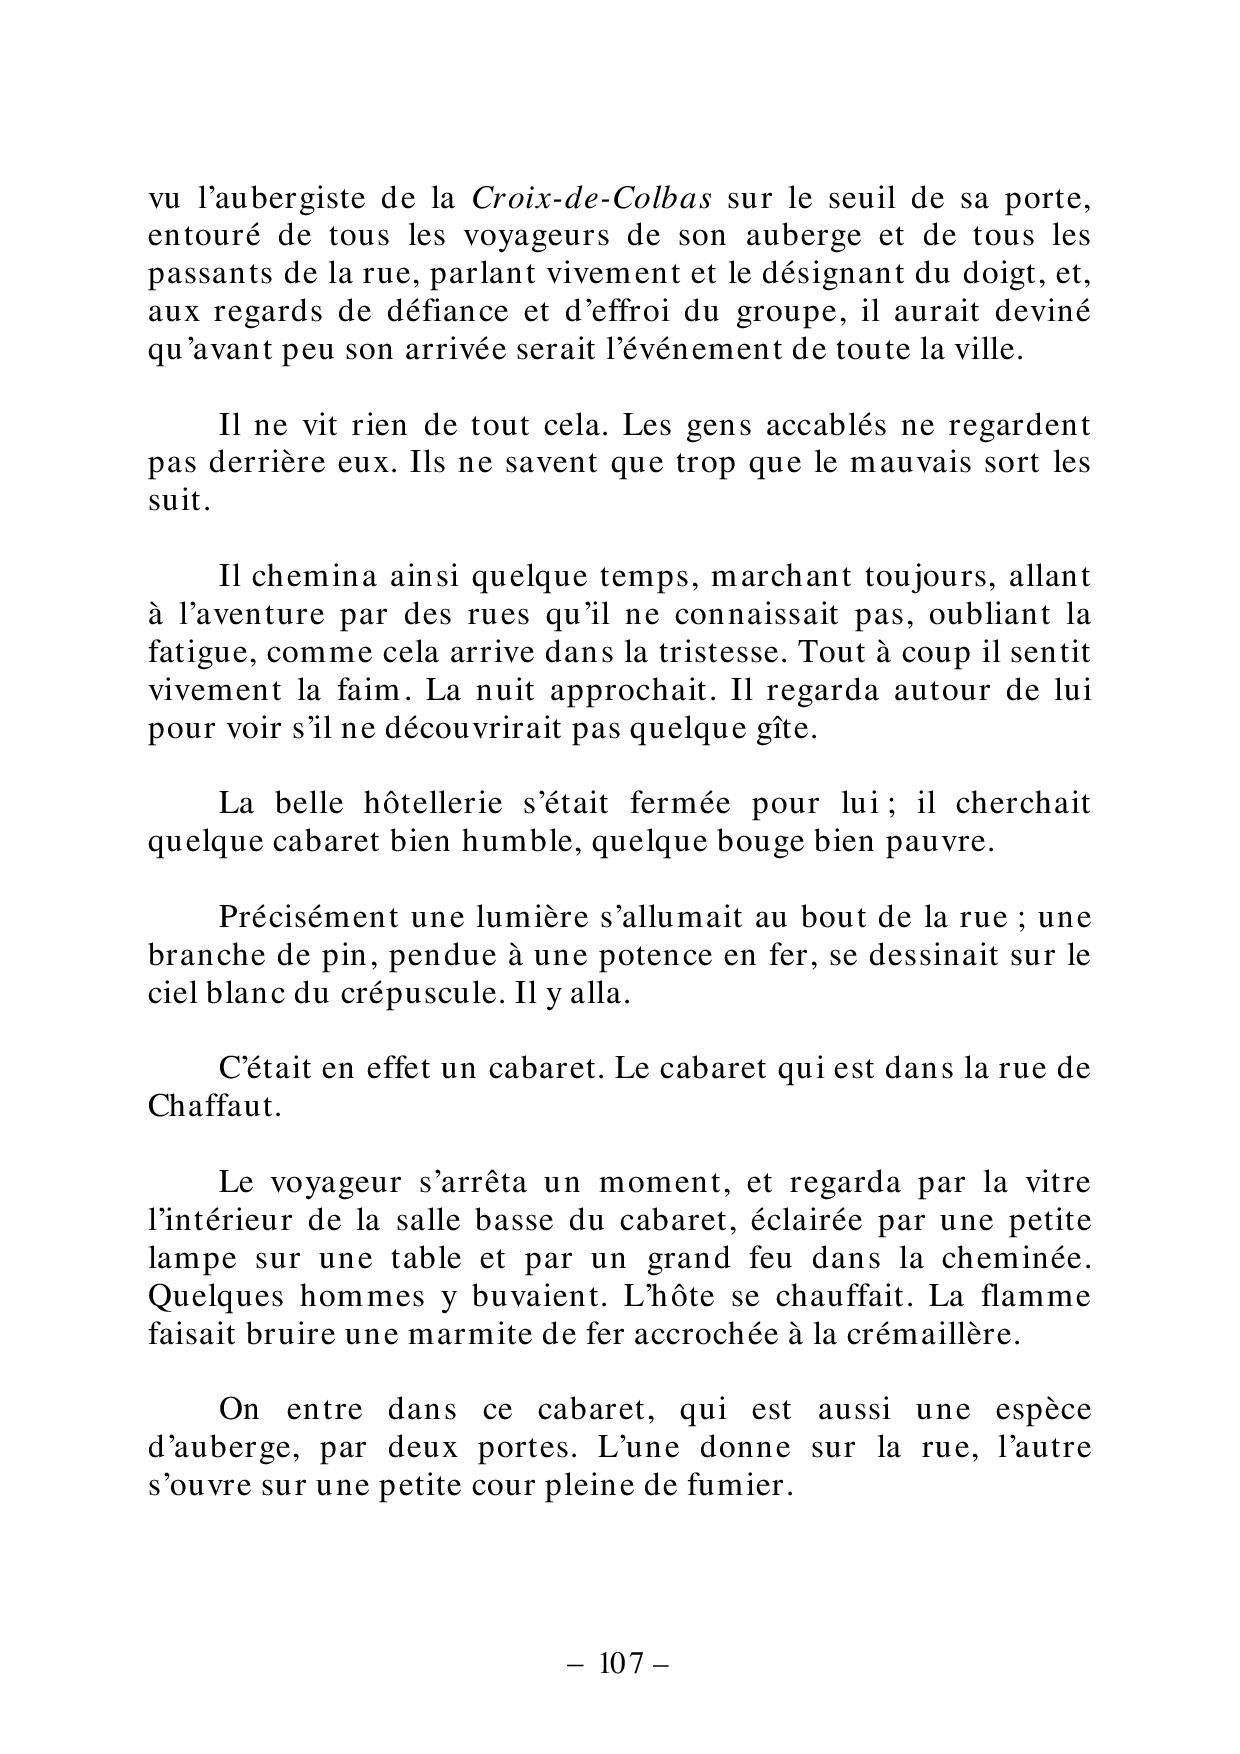 vu l’aubergiste de la Croix-de-Colbas sur le seuil de sa porte,
entouré de tous les voyageurs de son auberge et de tous les
passants de la rue, parlant vivement et le désignant du doigt, et,
aux regards de défiance et d’effroi du groupe, il aurait deviné
qu’avant peu son arrivée serait l’événement de toute la ville.
Il ne vit rien de tout cela. Les gens accablés ne regardent
pas derrière eux. Ils ne savent que trop que le mauvais sort les
suit.
Il chemina ainsi quelque temps, marchant toujours, allant
à l’aventure par des rues qu’il ne connaissait pas, oubliant la
fatigue, comme cela arrive dans la tristesse. Tout à coup il sentit
vivement la faim. La nuit approchait. Il regarda autour de lui
pour voir s’il ne découvrirait pas quelque gîte.
La belle hôtellerie s’était fermée pour lui ; il cherchait
quelque cabaret bien humble, quelque bouge bien pauvre.
Précisément une lumière s’allumait au bout de la rue ; une
branche de pin, pendue à une potence en fer, se dessinait sur le
ciel blanc du crépuscule. Il y alla.
C’était en effet un cabaret. Le cabaret qui est dans la rue de
Chaffaut.
Le voyageur s’arrêta un moment, et regarda par la vitre
l’intérieur de la salle basse du cabaret, éclairée par une petite
lampe sur une table et par un grand feu dans la cheminée.
Quelques hommes y buvaient. L’hôte se chauffait. La flamme
faisait bruire une marmite de fer accrochée à la crémaillère.
On entre dans ce cabaret, qui est aussi une espèce
d’auberge, par deux portes. L’une donne sur la rue, l’autre
s’ouvre sur une petite cour pleine de fumier.
– 107 –